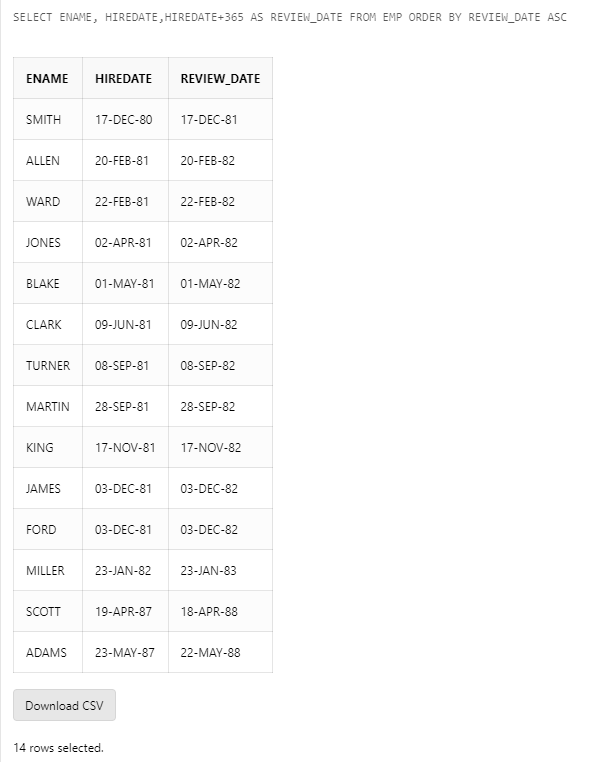 SELECT ENAME, HIREDATE,HIREDATE+365 AS REVIEW_DATE FROM EMP ORDER BY REVIEW_DATE ASC
ENAME HIREDATE REVIEW_DATE
SMITH 17-DEC-80 17-DEC-81
ALLEN 20-FEB-81 20-FEB-82
WARD 22-FEB-81 22-FEB-82
JONES 02-APR-81 02-APR-82
BLAKE 01-MAY-81 01-MAY-82
CLARK 09-JUN-81 09-JUN-82
TURNER 08-SEP-81 08-SEP-82
MARTIN 28-SEP-81 28-SEP-82
KING 17-NOV-81 17-NOV-82
JAMES 03-DEC-81 03-DEC-82
FORD 03-DEC-81 03-DEC-82
MILLER 23-JAN-82 23-JAN-83
SCOTT 19-APR-87 18-APR-88
ADAMS 23-MAY-87 22-MAY-88
Download CSV
14 rows selected.